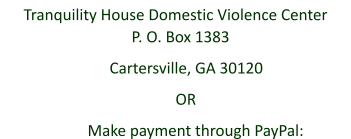 Tranquility House Domestic Violence Center
P. O. Box 1383
Cartersville, GA 30120
OR
Make payment through PayPal: